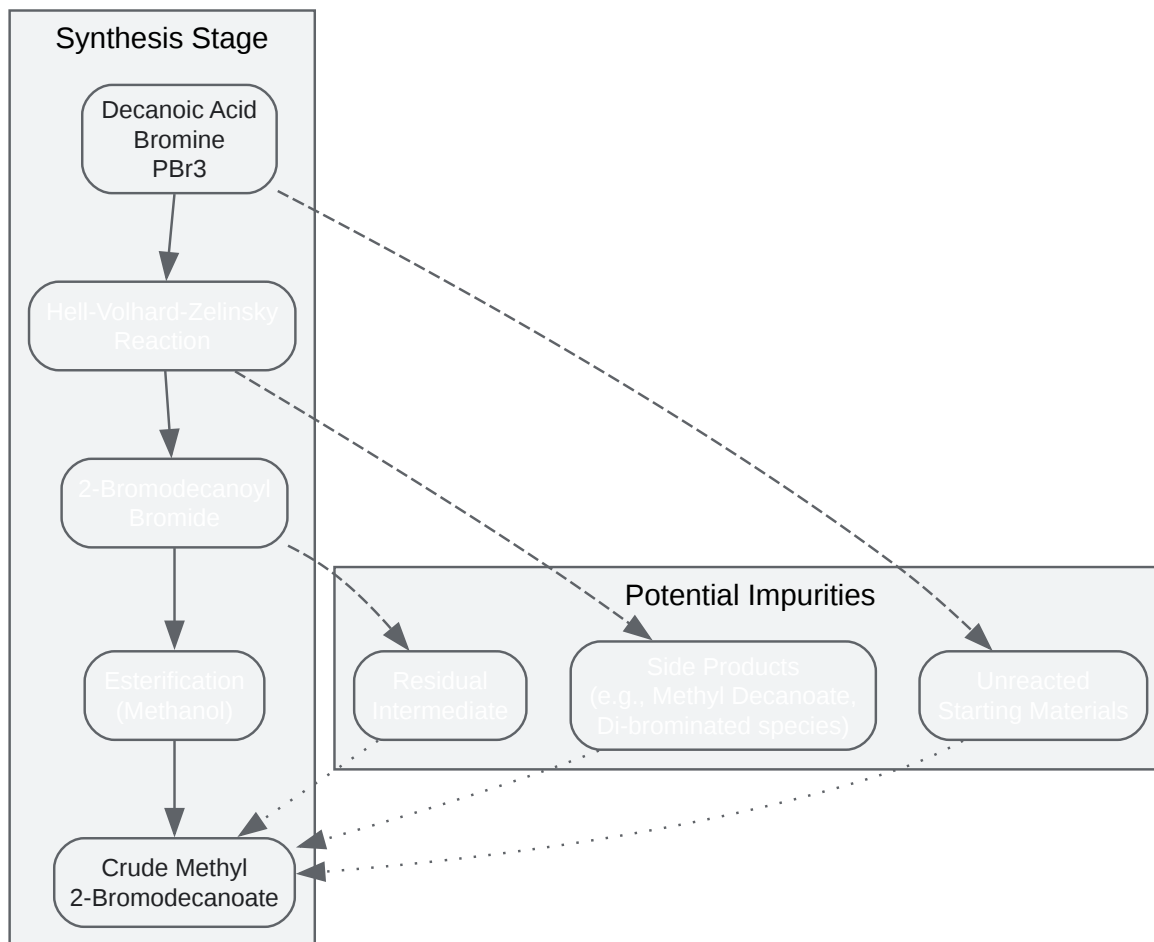 Synthesis Stage
Decanoic Acid
Bromine
PBr3
Hell-Volhard-Zelinsky
Reaction
2-Bromodecanoyl
Bromide
Potential Impurities
Esterification
(Methanol)
Residual
Intermediate
Side Products
(e.g., Methyl Decanoate,
Di-brominated species)
Unreacted
Starting Materials
Crude Methyl
2-Bromodecanoate